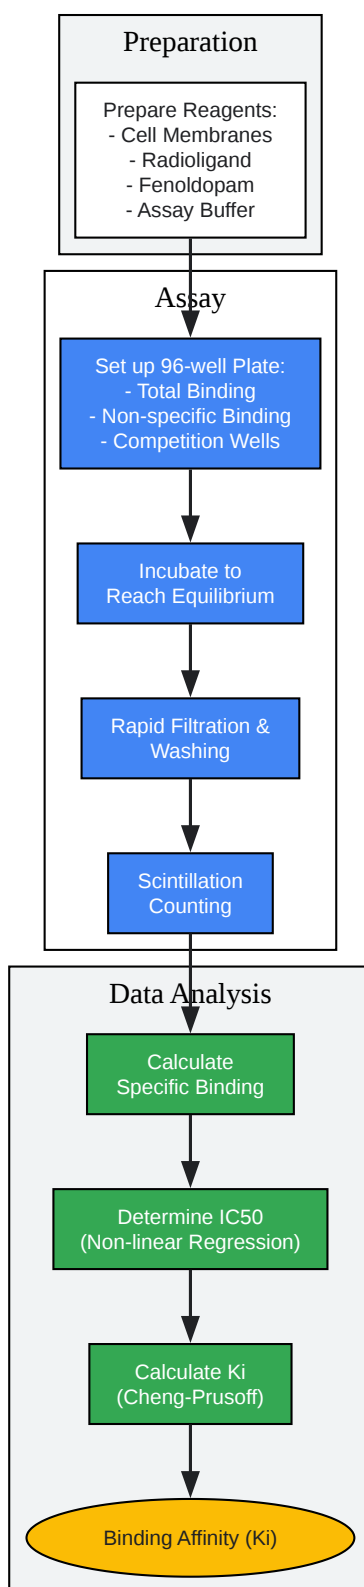 Preparation
Prepare Reagents:
- Cell Membranes
- Radioligand
- Fenoldopam
- Assay Buffer
Assay
Set up 96-well Plate:
- Total Binding
- Non-specific Binding
- Competition Wells
Incubate to
Reach Equilibrium
Rapid Filtration &
Washing
Scintillation
Counting
Data Analysis
Calculate
Specific Binding
Determine IC50
(Non-linear Regression)
Calculate Ki
(Cheng-Prusoff)
Binding Affinity (Ki)